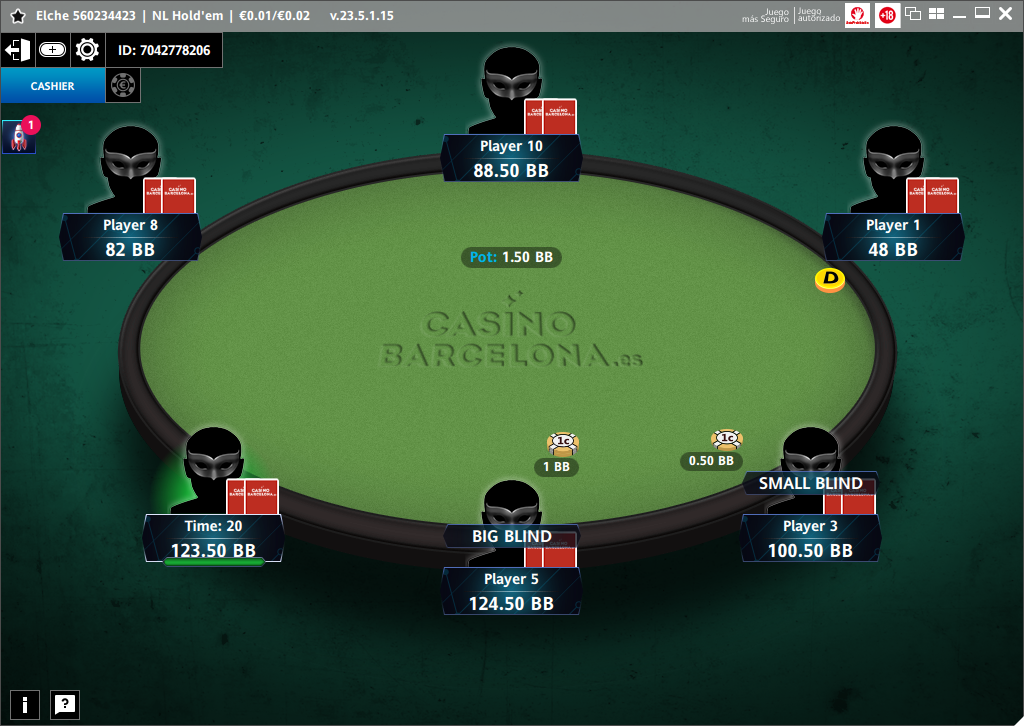 Elche 560234423 | NL Hold'em | €0.01/€0.02 v.23.5.1.15
Juego más Seguro
Juego autorizado
+18
ID: 7042778206
CASHIER
1
Player 10
88.50 BB
Player 8
82 BB
Player 1
48 BB
Pot: 1.50 BB
D
CASINO
BARCELONA.es
1c
1 BB
1c
0.50 BB
Time: 20
123.50 BB
BIG BLIND
Player 5
124.50 BB
SMALL BLIND
Player 3
100.50 BB
i
?